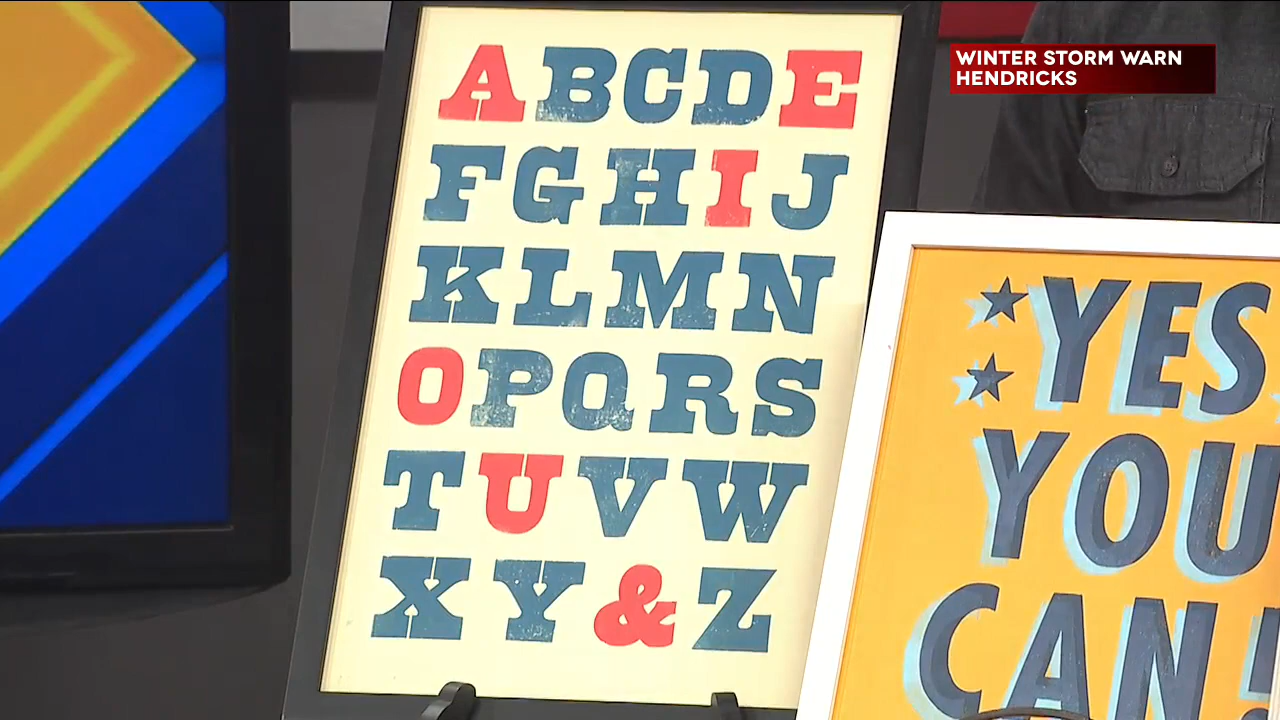 ABCDE
FGHIJ
KLMN
OPQRS
TUVW
XY&Z
WINTER STORM WARN
HENDRICKS
YES
YOU
CAN!